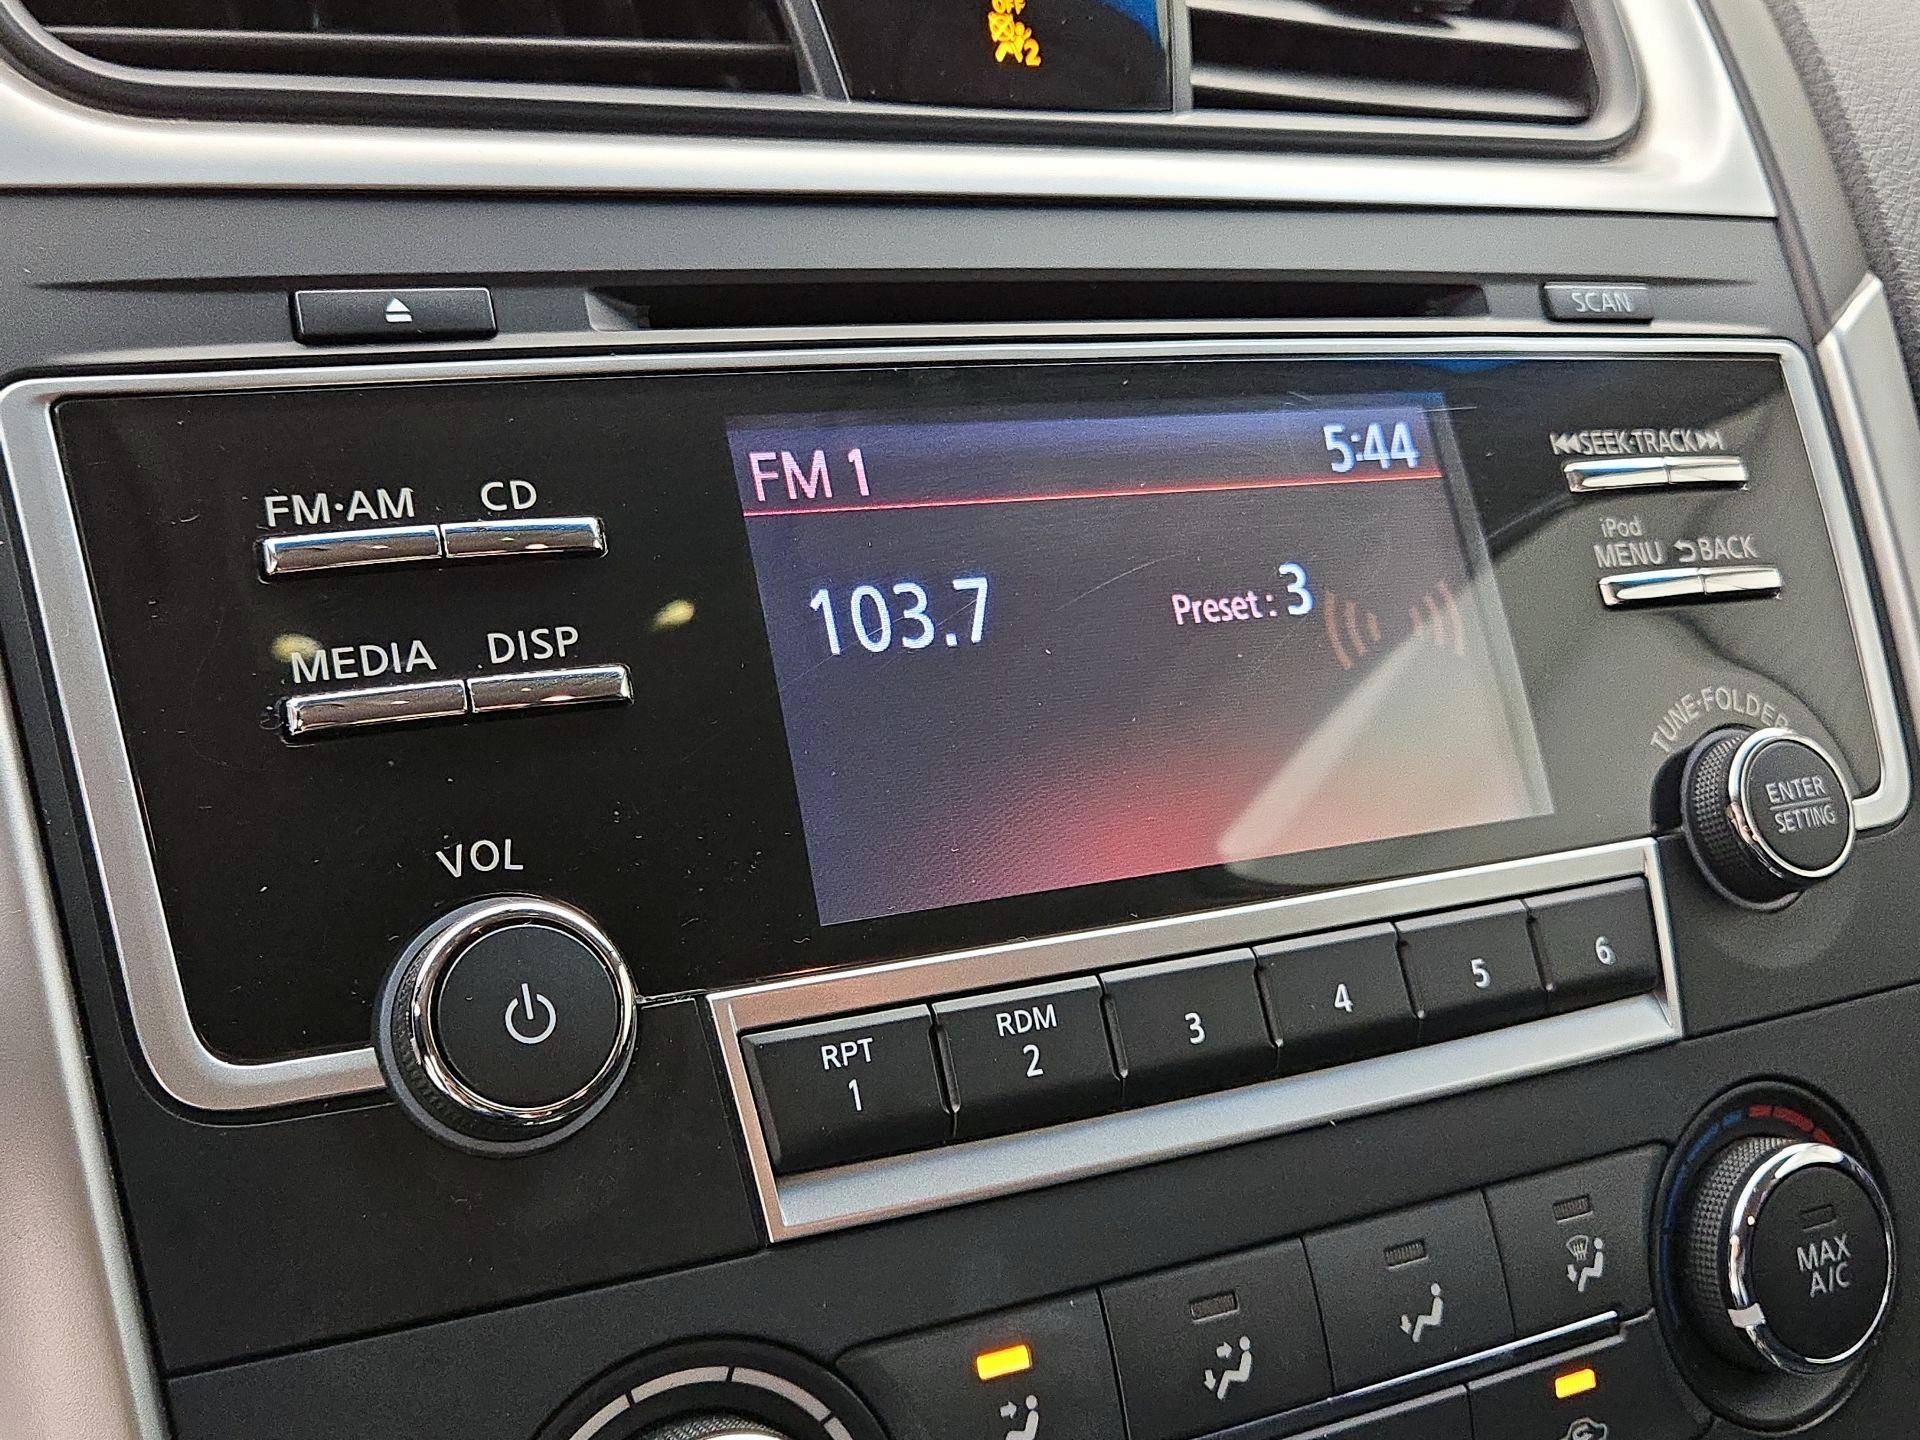 OFF
2
SCAN
FM 1
5:44
SEEK·TRACK
FM·AM
CD
iPod
MENU
BACK
103.7
Preset : 3
MEDIA
DISP
TUNE·FOLDER
ENTER
SETTING
VOL
RPT
1
RDM
2
3
4
5
6
MAX
A/C